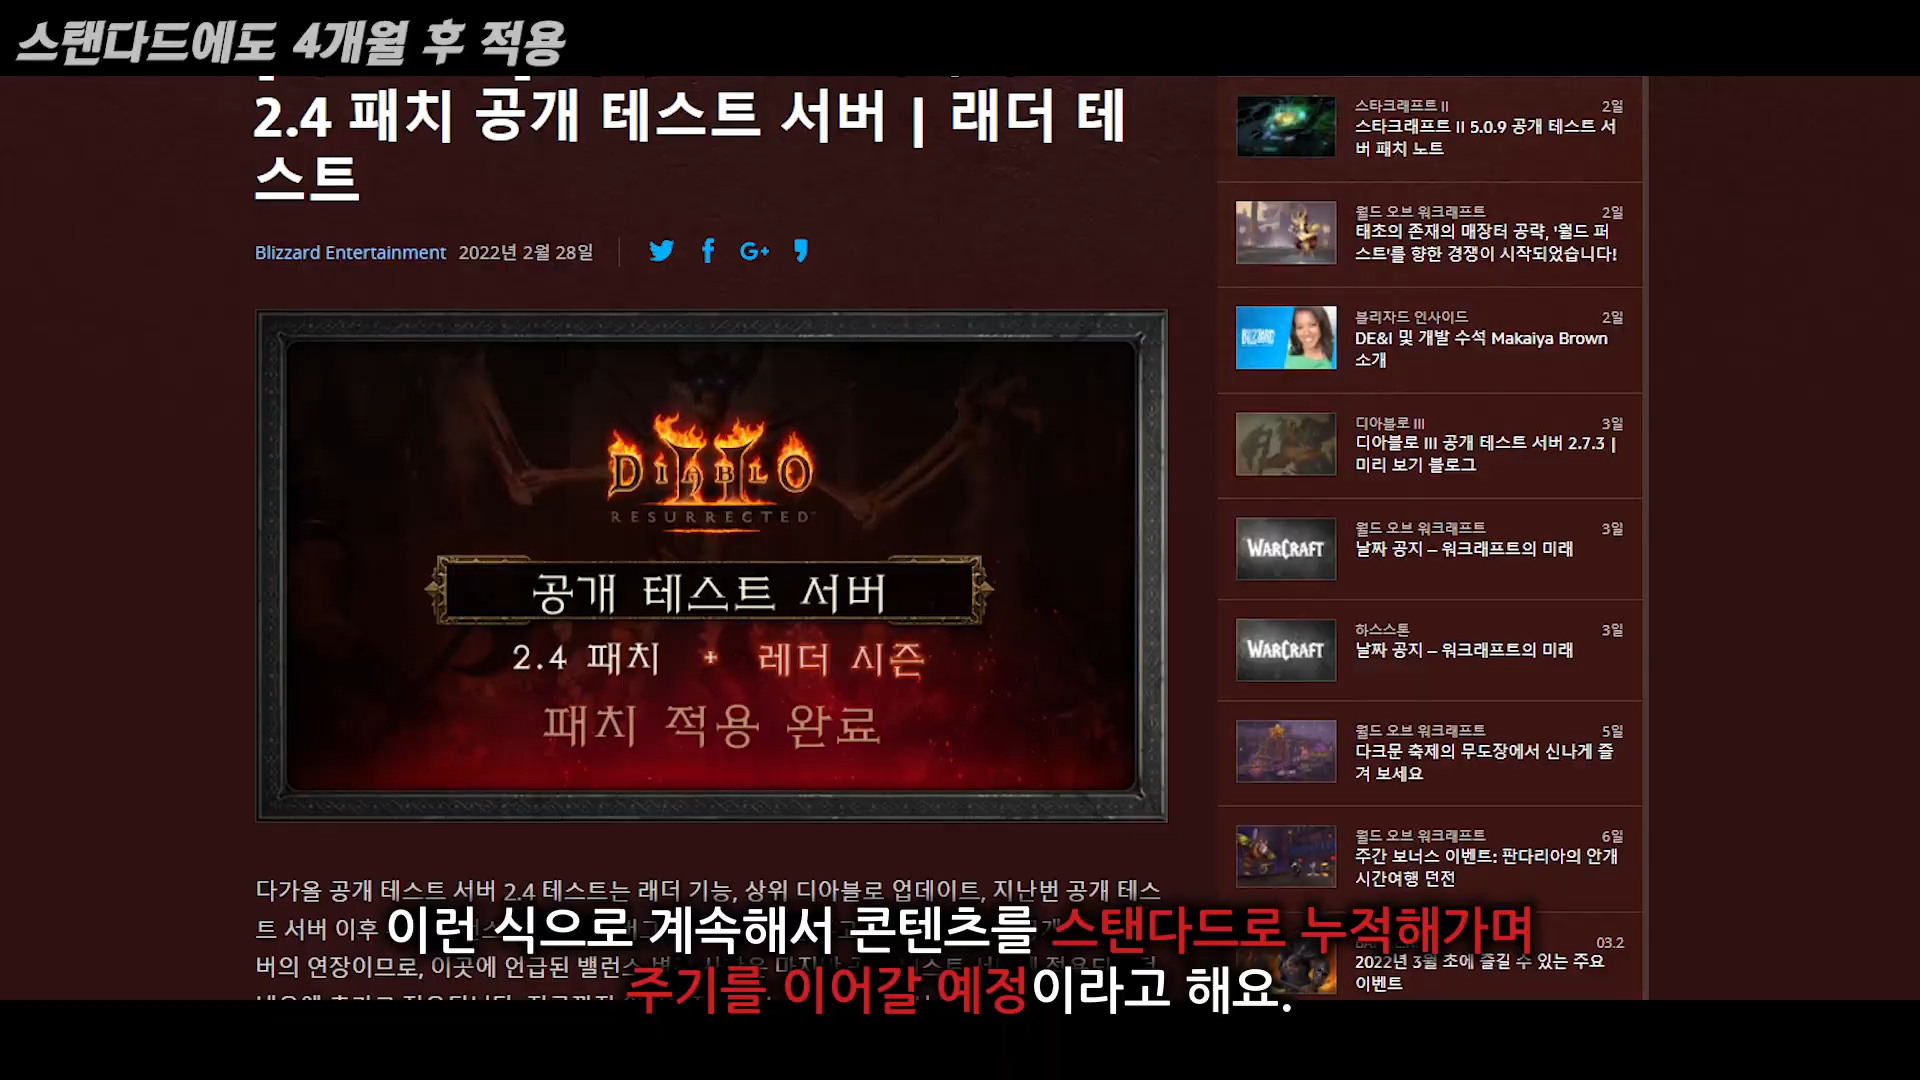 스탠다드에도 4개월 후 적용
2.4 패치 공개 테스트 서버 | 래더 테
스트
Blizzard Entertainment 2022년 2월 28일
DIABLO II
RESURRECTED
공개 테스트 서버
2.4 패치 + 레더 시즌
패치 적용 완료
다가올 공개 테스트 서버 2.4 테스트는 래더 기능, 상위 디아블로 업데이트, 지난번 공개 테스
트 서버 이후
버의 연장이므로, 이곳에 언급된 밸런스
이런 식으로 계속해서 콘텐츠를 스탠다드로 누적해가며
주기를 이어갈 예정이라고 해요.
스타크래프트 II 2일
스타크래프트 II 5.0.9 공개 테스트 서
버 패치 노트
월드 오브 워크래프트 2일
태초의 존재의 매장터 공략, '월드 퍼
스트'를 향한 경쟁이 시작되었습니다!
BLIZZARD
블리자드 인사이드 2일
DE&I 및 개발 수석 Makaiya Brown
소개
디아블로 III 3일
디아블로 III 공개 테스트 서버 2.7.3 |
미리 보기 블로그
WARCRAFT
월드 오브 워크래프트 3일
날짜 공지 – 워크래프트의 미래
WARCRAFT
하스스톤 3일
날짜 공지 – 워크래프트의 미래
월드 오브 워크래프트 5일
다크문 축제의 무도장에서 신나게 즐
겨 보세요
월드 오브 워크래프트 6일
주간 보너스 이벤트: 판다리아의 안개
시간여행 던전
03.2
2022년 3월 초에 즐길 수 있는 주요
이벤트